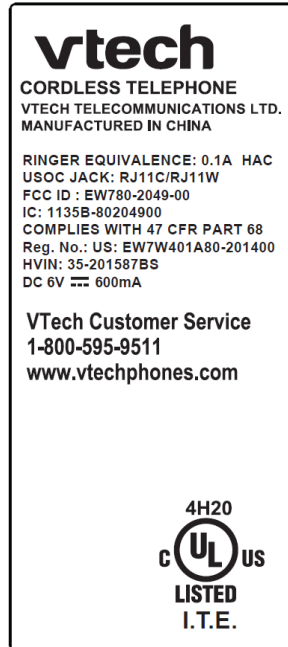 vtech
CORDLESS TELEPHONE
VTECH TELECOMMUNICATIONS LTD.
MANUFACTURED IN CHINA
RINGER EQUIVALENCE: 0.1A HAC
USOC JACK: RJ11C/RJ11W
FCC ID : EW780-2049-00
IC: 1135B-80204900
COMPLIES WITH 47 CFR PART 68
Reg. No.: US: EW7W401A80-201400
HVIN: 35-201587BS
DC 6V ⎓ 600mA
VTech Customer Service
1-800-595-9511
www.vtechphones.com
4H20
C UL US
LISTED
I.T.E.